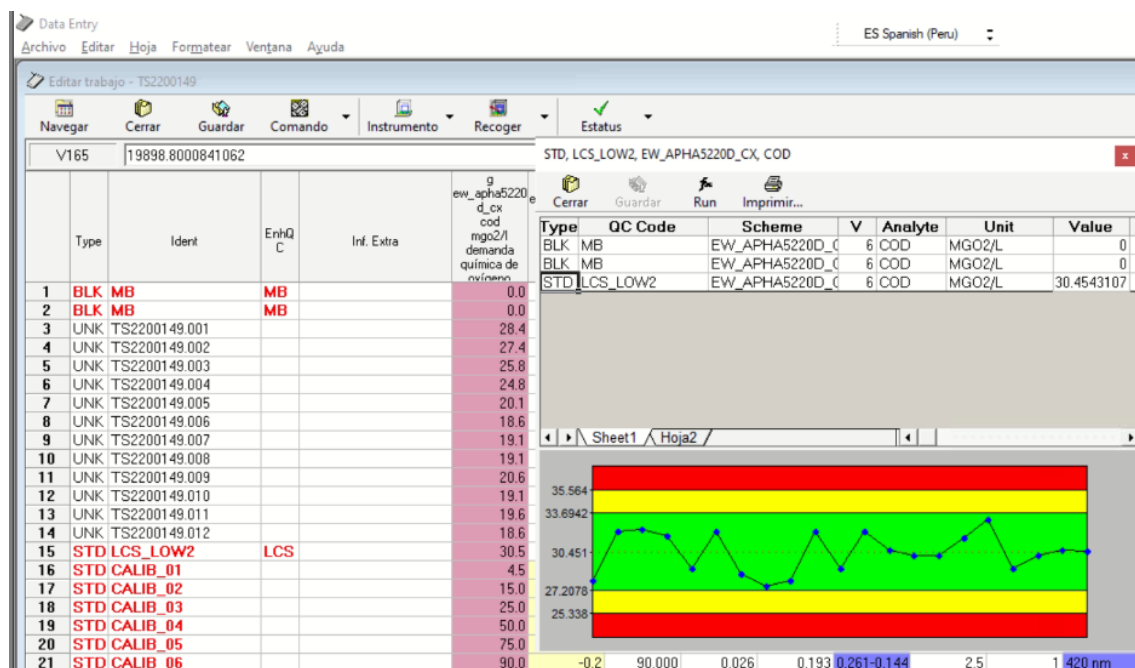 Data Entry
ES Spanish (Peru)
Archivo Editar Hoja Formatear Ventana Ayuda
Editar trabajo - TS2200149
Navegar Cerrar Guardar Comando Instrumento Recoger Estatus
V165 19898.8000841062
STD, LCS_LOW2, EW_APHA5220D_CX, COD
x
Cerrar Guardar Run Imprimir...
Type Ident EnhQC Inf. Extra
g
ew_apha5220
d_cx
cod
mgo2/l
demanda
química de
oxígeno
e
Type QC Code Scheme V Analyte Unit Value
BLK MB EW_APHA5220D_C 6 COD MGO2/L 0
BLK MB EW_APHA5220D_C 6 COD MGO2/L 0
STD LCS_LOW2 EW_APHA5220D_C 6 COD MGO2/L 30.4543107
1 BLK MB MB 0.0
2 BLK MB MB 0.0
3 UNK TS2200149.001 28.4
4 UNK TS2200149.002 27.4
5 UNK TS2200149.003 25.8
6 UNK TS2200149.004 24.8
7 UNK TS2200149.005 20.1
8 UNK TS2200149.006 18.6
9 UNK TS2200149.007 19.1
10 UNK TS2200149.008 19.1
11 UNK TS2200149.009 20.6
12 UNK TS2200149.010 19.1
13 UNK TS2200149.011 19.6
14 UNK TS2200149.012 18.6
15 STD LCS_LOW2 LCS 30.5
16 STD CALIB_01 4.5
17 STD CALIB_02 15.0
18 STD CALIB_03 25.0
19 STD CALIB_04 50.0
20 STD CALIB_05 75.0
21 STD CALIB_06 90.0 -0.2 90.000 0.026 0.193 0.261-0.144 2.5 1 420 nm
Sheet1 Hoja2
35.564
33.6942
30.451
27.2078
25.338